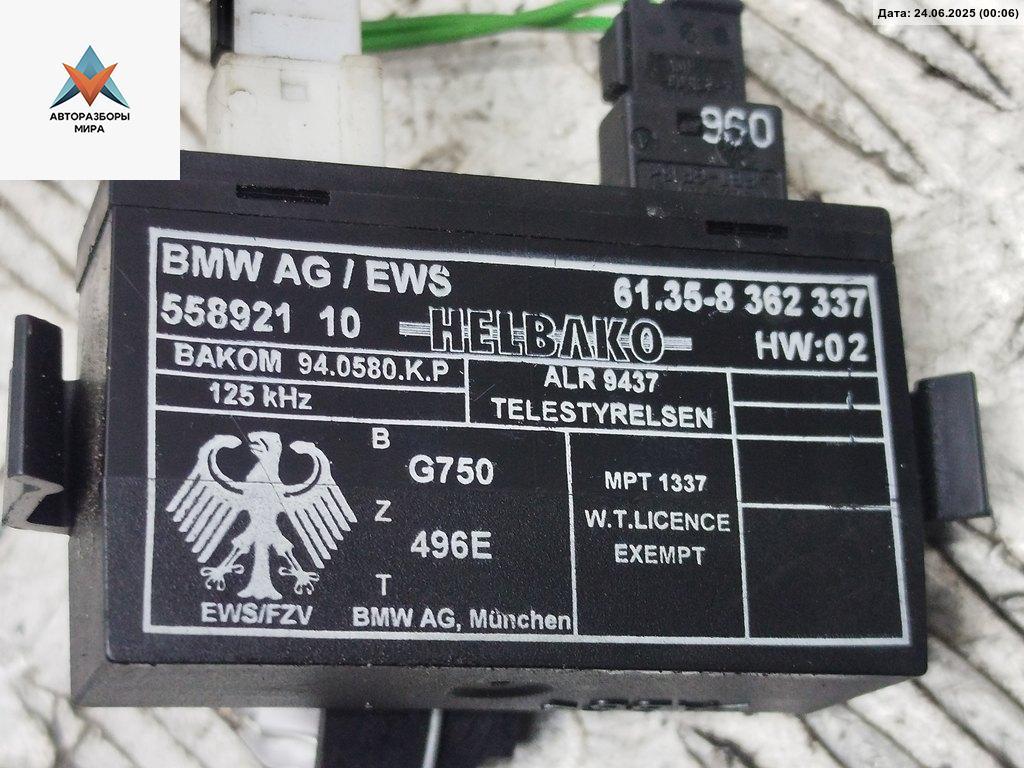 Дата: 24.06.2025 (00:06)
АВТОРАЗБОРЫ
МИРА
960
BMW AG / EWS
61.35-8 362 337
558921 10
HELBAKO
HW:02
BAKOM 94.0580.K.P
125 kHz
ALR 9437
TELESTYRELSEN
B
G750
Z
496E
T
BMW AG, München
EWS/FZV
MPT 1337
W.T.LICENCE
EXEMPT